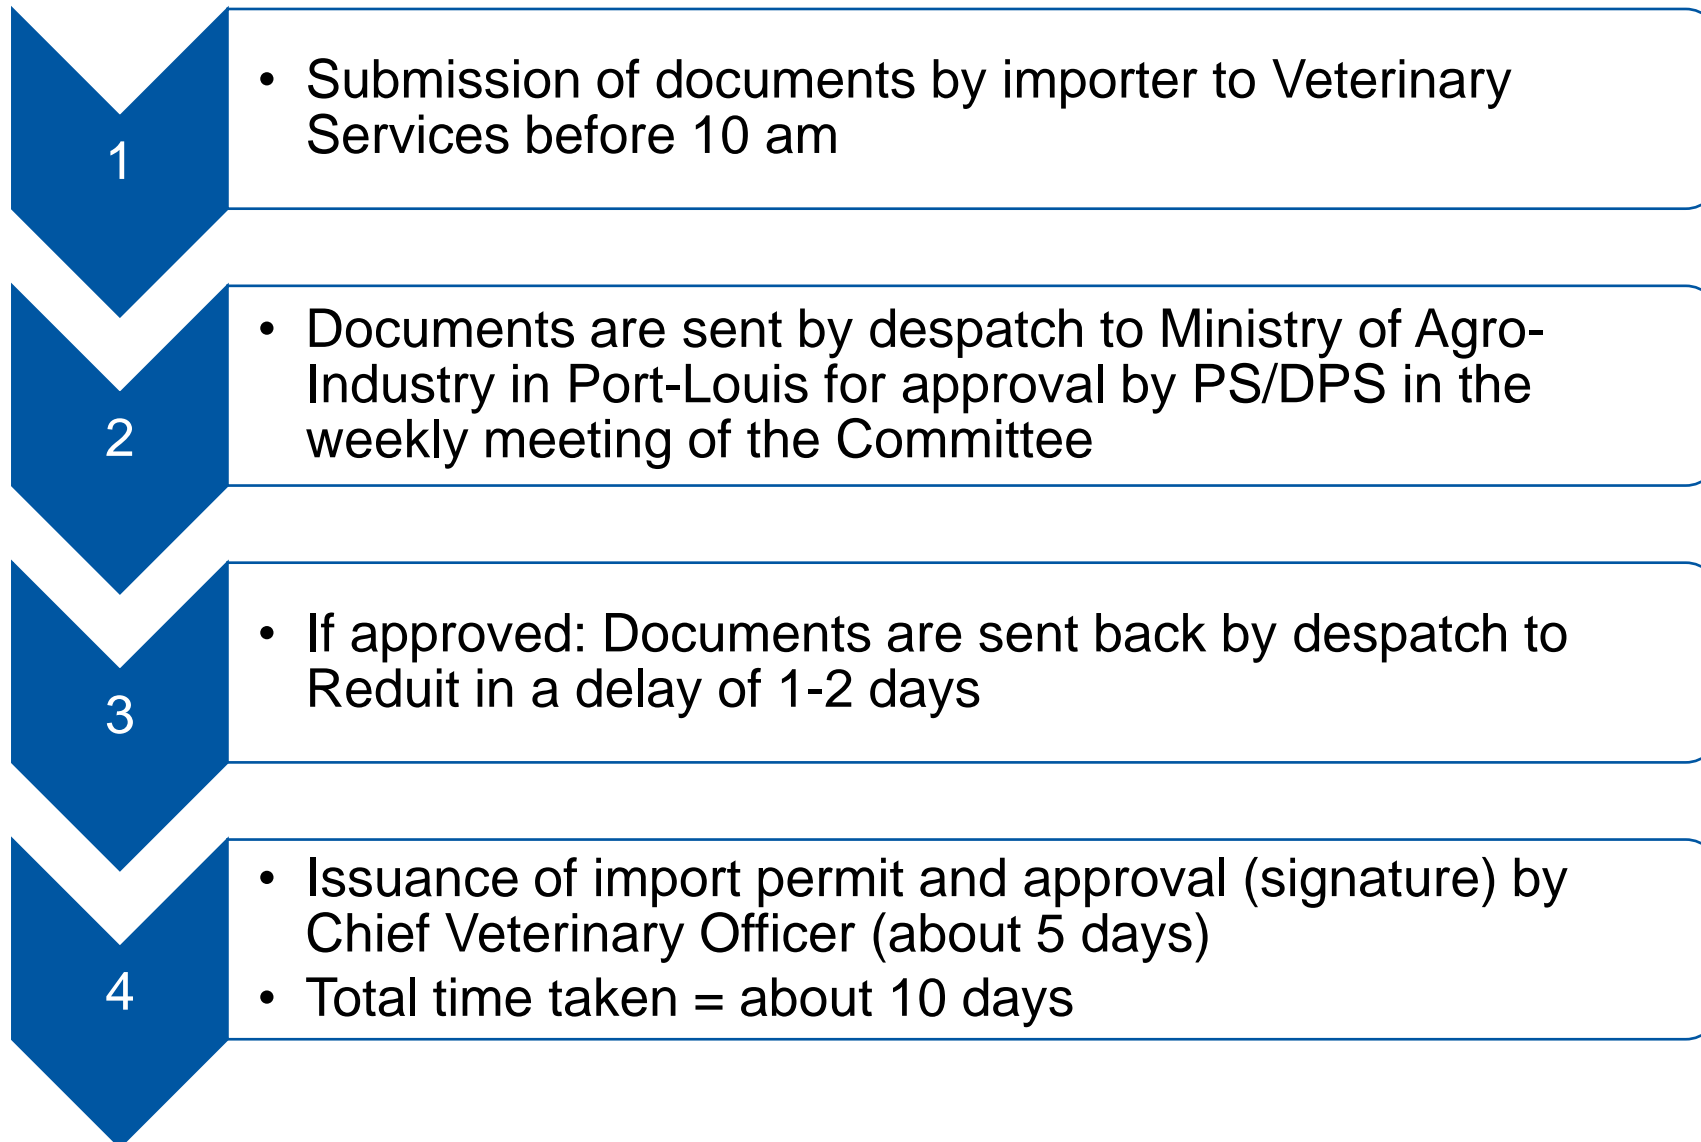 1
• Submission of documents by importer to Veterinary
Services before 10 am
2
• Documents are sent by despatch to Ministry of Agro-
Industry in Port-Louis for approval by PS/DPS in the
weekly meeting of the Committee
3
• If approved: Documents are sent back by despatch to
Reduit in a delay of 1-2 days
4
• Issuance of import permit and approval (signature) by
Chief Veterinary Officer (about 5 days)
• Total time taken = about 10 days